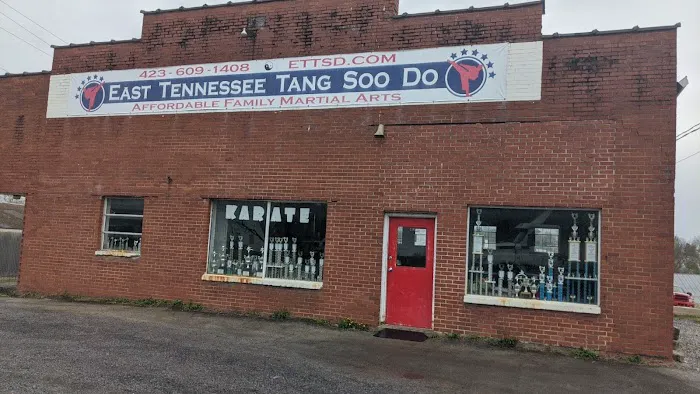 423-609-1408 ETTSD.COM
EAST TENNESSEE TANG SOO DO
AFFORDABLE FAMILY MARTIAL ARTS
KARATE